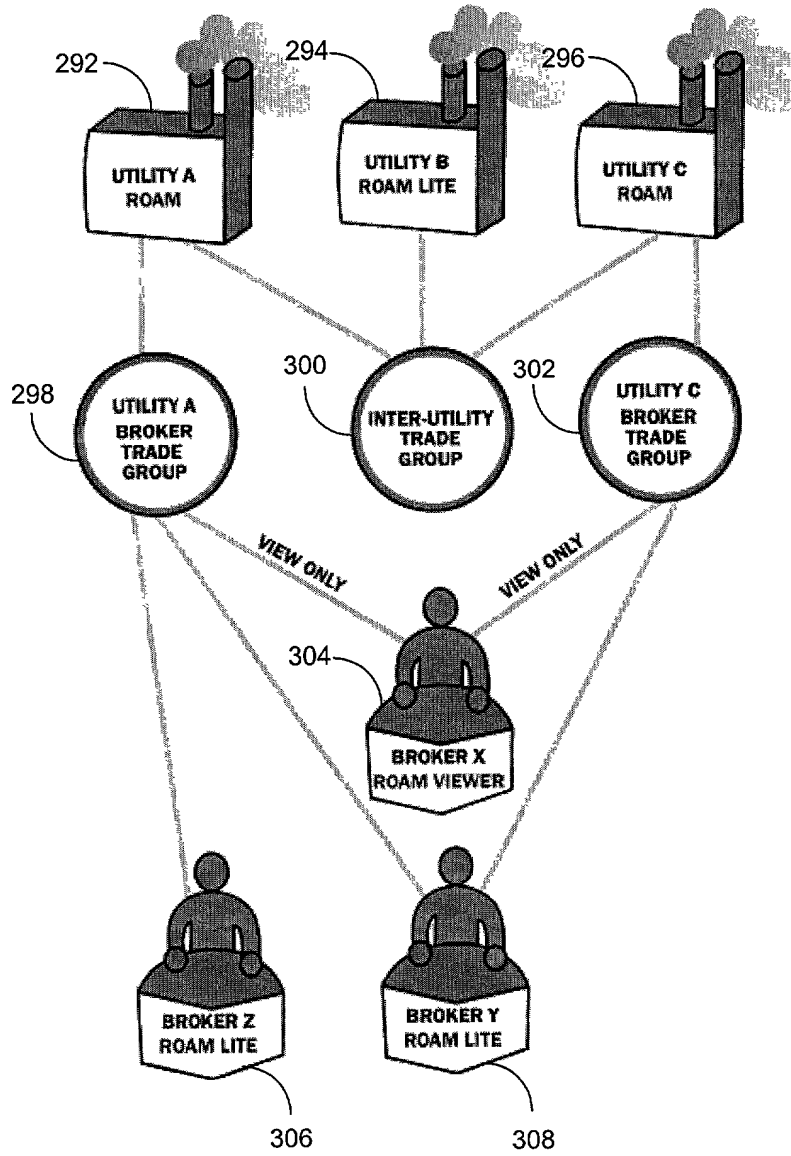 292
294
296
UTILITY A
ROAM
UTILITY B
ROAM LITE
UTILITY C
ROAM
298
300
302
UTILITY A
BROKER
TRADE
GROUP
INTER-UTILITY
TRADE
GROUP
UTILITY C
BROKER
TRADE
GROUP
VIEW ONLY
VIEW ONLY
304
BROKER X
ROAM VIEWER
BROKER Z
ROAM LITE
BROKER Y
ROAM LITE
306
308